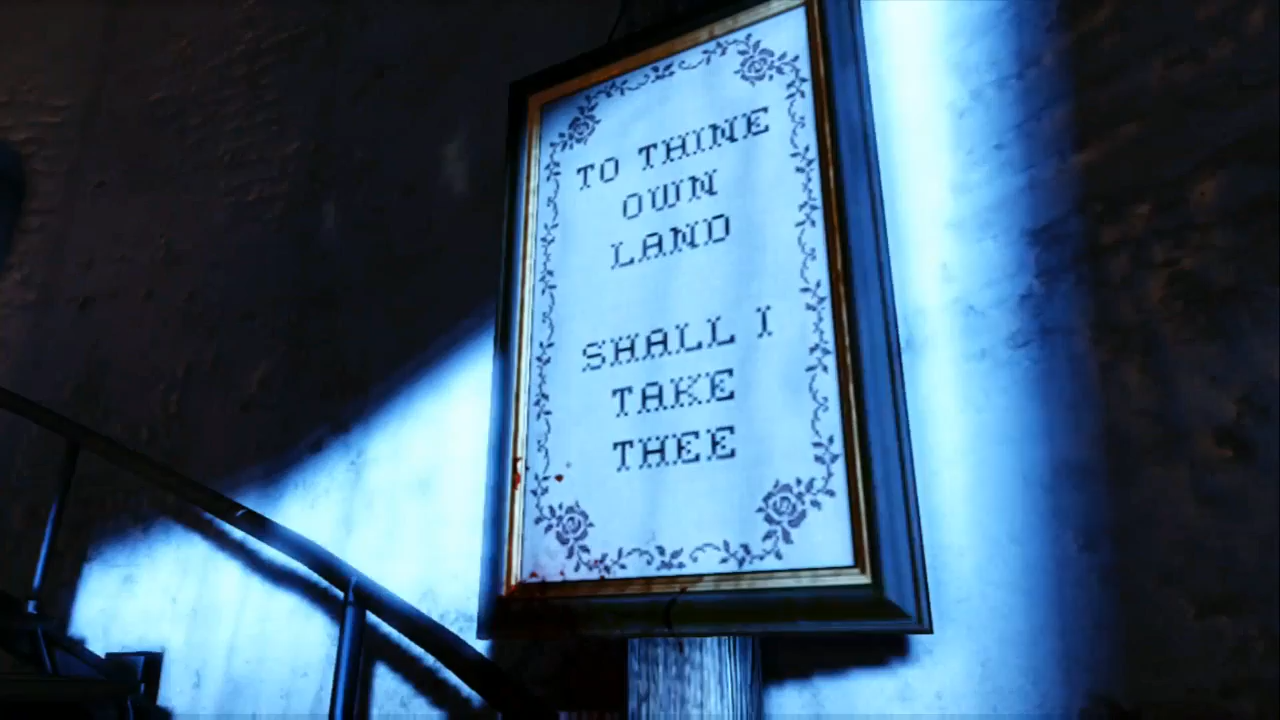 TO THINE
OWN
LAND
SHALL I
TAKE
THEE